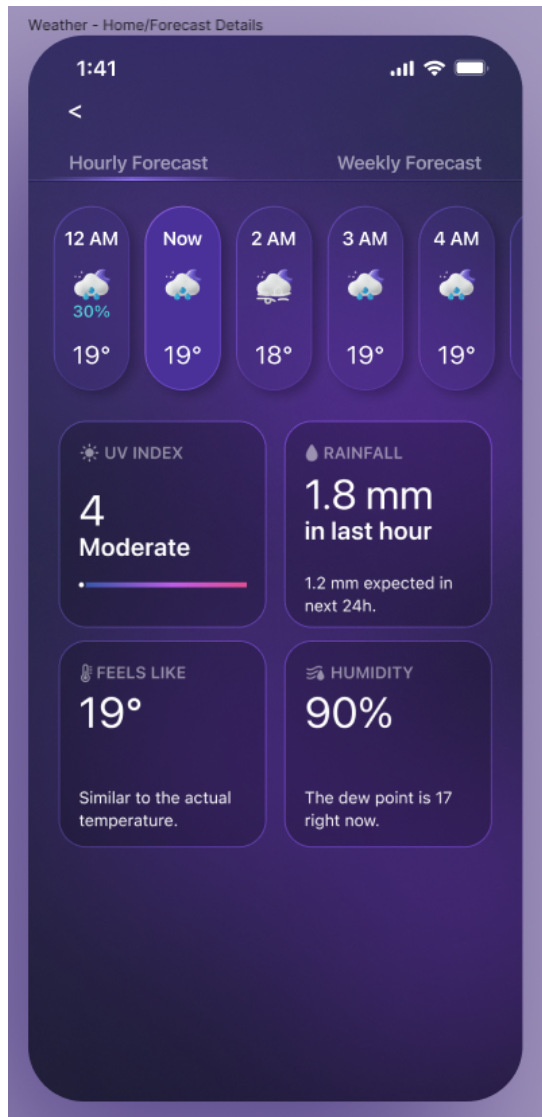 Weather - Home/Forecast Details
1:41
<
Hourly Forecast Weekly Forecast
12 AM Now 2 AM 3 AM 4 AM
30%
19° 19° 18° 19° 19°
UV INDEX
4
Moderate
RAINFALL
1.8 mm
in last hour
1.2 mm expected in
next 24h.
FEELS LIKE
19°
Similar to the actual
temperature.
HUMIDITY
90%
The dew point is 17
right now.